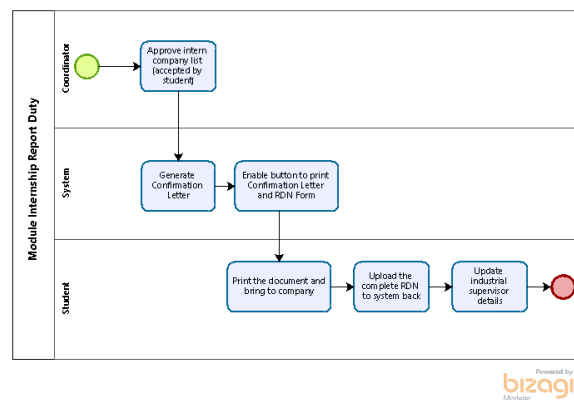 Module Internship Report Duty
Coordinator
Approve intern
company list
(accepted by
student)
System
Generate
Confirmation
Letter
Enable button to print
Confirmation Letter
and RDN Form
Student
Print the document and
bring to company
Upload the
complete RDN
to system back
Update
industrial
supervisor
details
Powered by
bizagi
Modeler